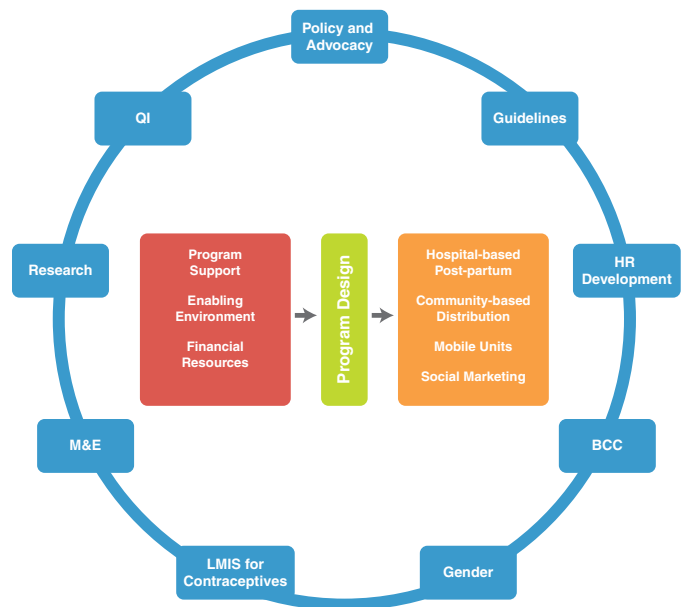 Policy and
Advocacy
QI
Guidelines
Research
HR
Development
Program
Support
Enabling
Environment
Financial
Resources
Program Design
Hospital-based
Post-partum
Community-based
Distribution
Mobile Units
Social Marketing
M&E
BCC
LMIS for
Contraceptives
Gender